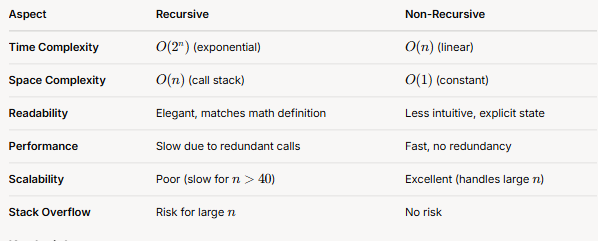 Aspect Recursive Non-Recursive
Time Complexity O(2ⁿ) (exponential) O(n) (linear)
Space Complexity O(n) (call stack) O(1) (constant)
Readability Elegant, matches math definition Less intuitive, explicit state
Performance Slow due to redundant calls Fast, no redundancy
Scalability Poor (slow for n > 40) Excellent (handles large n)
Stack Overflow Risk for large n No risk